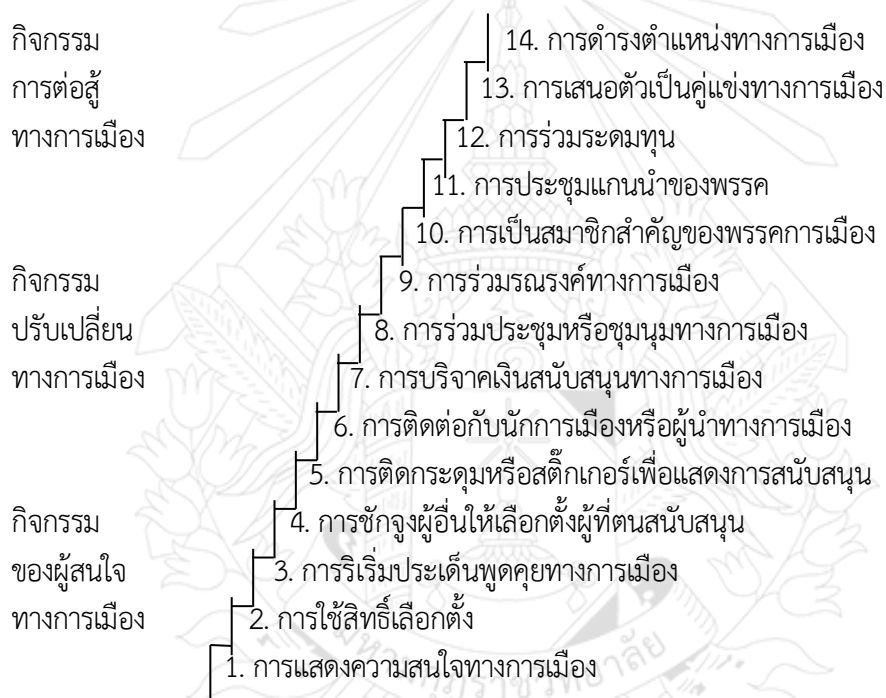 กิจกรรม 14. การดำรงตำแหน่งทางการเมือง
การต่อสู้ 13. การเสนอตัวเป็นคู่แข่งทางการเมือง
ทางการเมือง 12. การร่วมระดมทุน
11. การประชุมแกนนำของพรรค
10. การเป็นสมาชิกสำคัญของพรรคการเมือง
กิจกรรม 9. การร่วมรณรงค์ทางการเมือง
ปรับเปลี่ยน 8. การร่วมประชุมหรือชุมนุมทางการเมือง
ทางการเมือง 7. การบริจาคเงินสนับสนุนทางการเมือง
6. การติดต่อกับนักการเมืองหรือผู้นำทางการเมือง
5. การติดกระดุมหรือสติ๊กเกอร์เพื่อแสดงการสนับสนุน
กิจกรรม 4. การชักจูงผู้อื่นให้เลือกตั้งผู้ที่ตนสนับสนุน
ของผู้สนใจ 3. การริเริ่มประเด็นพูดคุยทางการเมือง
ทางการเมือง 2. การใช้สิทธิ์เลือกตั้ง
1. การแสดงความสนใจทางการเมือง